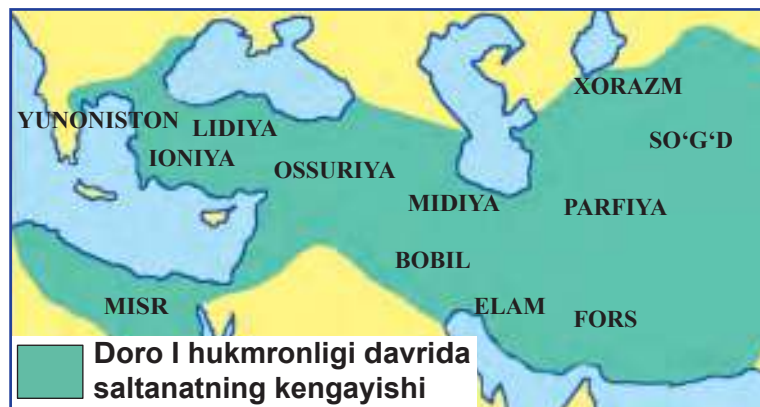 XORAZM
YUNONISTON
LIDIYA
SO‘G‘D
IONIYA
OSSURIYA
MIDIYA
PARFIYA
BOBIL
MISR
ELAM
FORS
Doro I hukmronligi davrida
saltanatning kengayishi